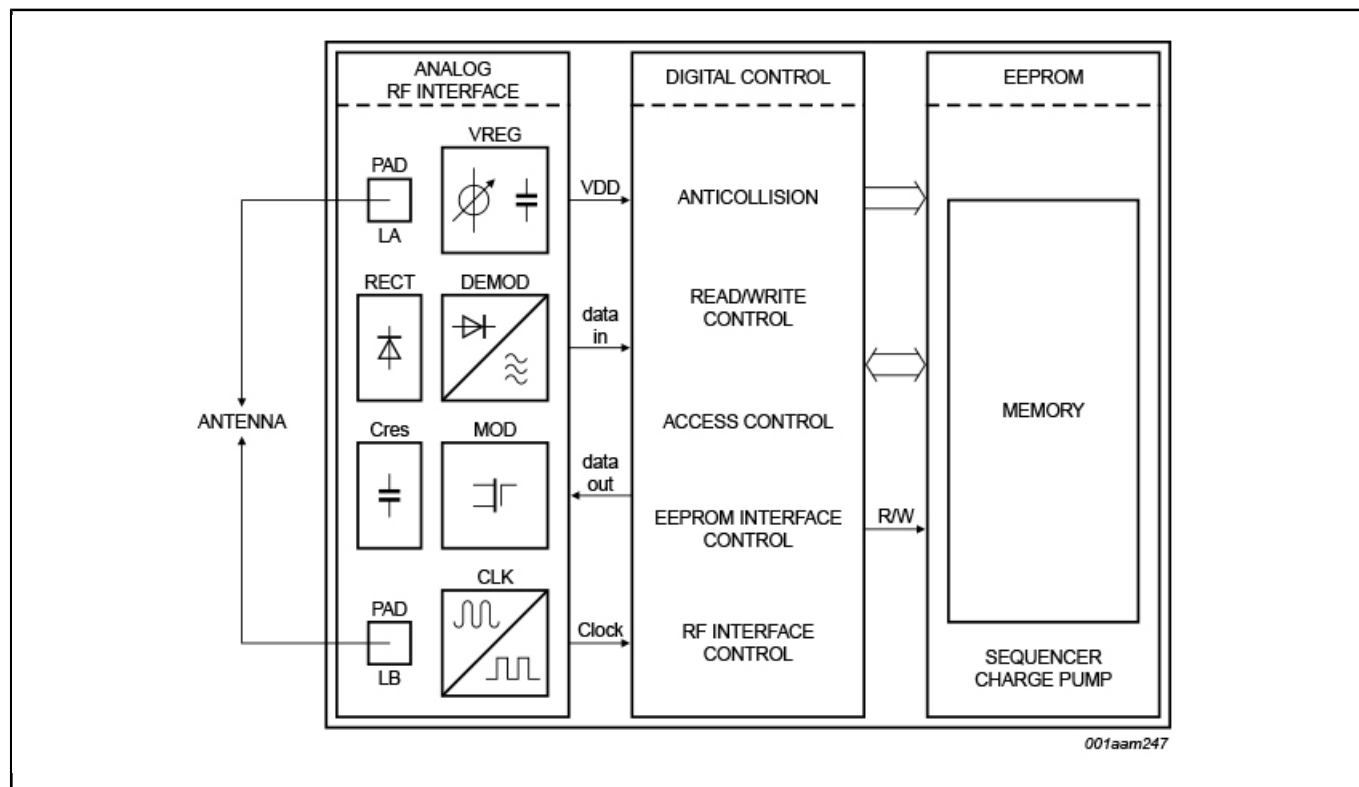 ANALOG
RF INTERFACE
VREG
PAD
LA
RECT
DEMOD
Cres
MOD
CLK
PAD
LB
ANTENNA
VDD
data
in
data
out
Clock
DIGITAL CONTROL
ANTICOLLISION
READ/WRITE
CONTROL
ACCESS CONTROL
EEPROM INTERFACE
CONTROL
RF INTERFACE
CONTROL
R/W
EEPROM
MEMORY
SEQUENCER
CHARGE PUMP
001aam247